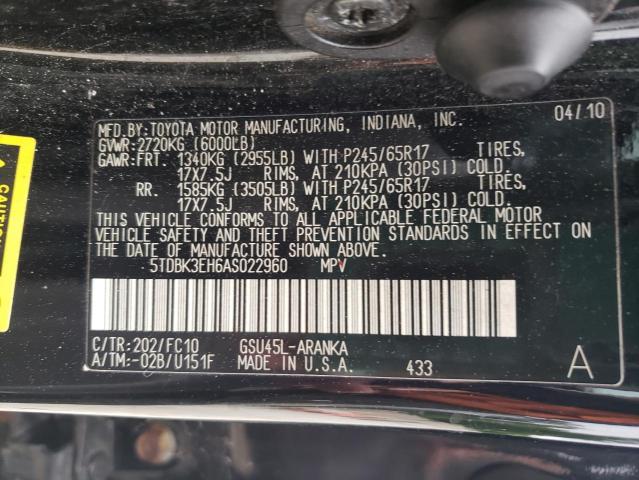 MFD.BY:TOYOTA MOTOR MANUFACTURING, INDIANA, INC. 04/10
GVWR:2720KG (6000LB)
GAWR:FRT. 1340KG (2955LB) WITH P245/65R17 TIRES,
17X7.5J RIMS, AT 210KPA (30PSI) COLD.
RR. 1585KG (3505LB) WITH P245/65R17 TIRES,
17X7.5J RIMS, AT 210KPA (30PSI) COLD.
THIS VEHICLE CONFORMS TO ALL APPLICABLE FEDERAL MOTOR
VEHICLE SAFETY AND THEFT PREVENTION STANDARDS IN EFFECT ON
THE DATE OF MANUFACTURE SHOWN ABOVE.
5TDBK3EH6AS022960 MPV
C/TR:202/FC10 GSU45L-ARANKA
A/TM:-02B/U151F MADE IN U.S.A. 433 A